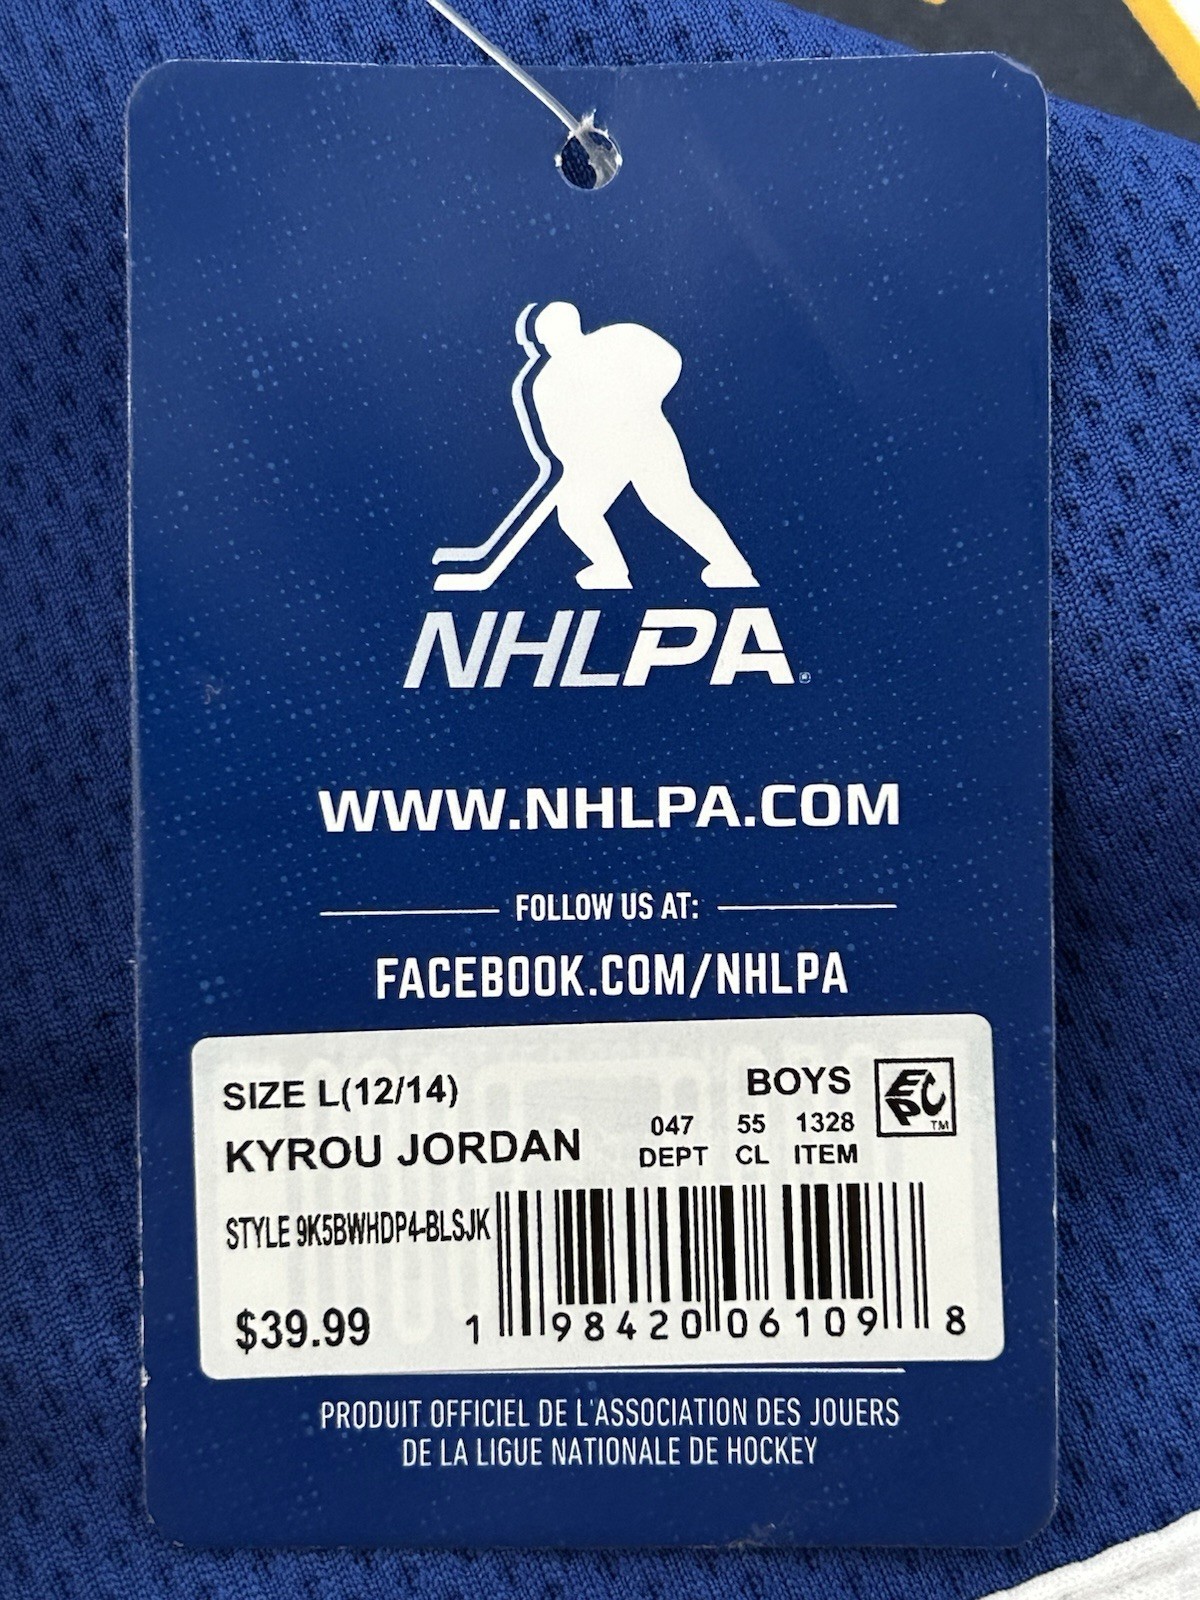 NHLPA®
WWW.NHLPA.COM
FOLLOW US AT:
FACEBOOK.COM/NHLPA
SIZE L(12/14)
BOYS
EPC™
KYROU JORDAN
047 55 1328
DEPT CL ITEM
STYLE 9K5BWHDP4-BLSJK
$39.99
1 98420 06109 8
PRODUIT OFFICIEL DE L'ASSOCIATION DES JOUERS
DE LA LIGUE NATIONALE DE HOCKEY